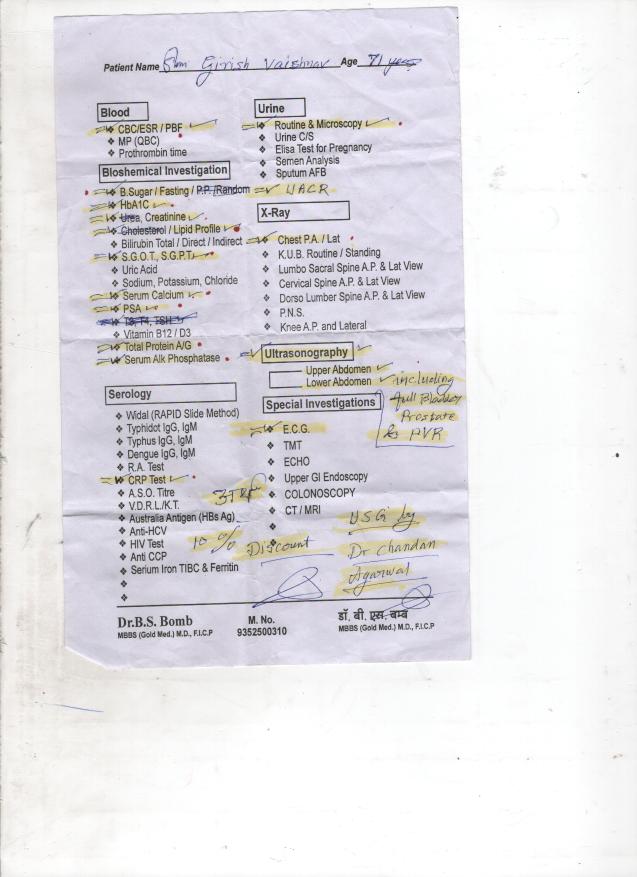 Patient Name Shri Girish Vaishnav Age 71 years
Blood
CBC/ESR / PBF
MP (QBC)
Prothrombin time
Bioshemical Investigation
B.Sugar / Fasting / P.P. /Random
HbA1C
Urea, Creatinine
Cholesterol / Lipid Profile
Bilirubin Total / Direct / Indirect
S.G.O.T., S.G.P.T.
Uric Acid
Sodium, Potassium, Chloride
Serum Calcium
PSA
T3, T4, TSH
Vitamin B12 / D3
Total Protein A/G
Serum Alk Phosphatase
Serology
Widal (RAPID Slide Method)
Typhidot IgG, IgM
Typhus IgG, IgM
Dengue IgG, IgM
R.A. Test
CRP Test
A.S.O. Titre
V.D.R.L./K.T.
Australia Antigen (HBs Ag)
Anti-HCV
HIV Test
Anti CCP
Serium Iron TIBC & Ferritin
Urine
Routine & Microscopy
Urine C/S
Elisa Test for Pregnancy
Semen Analysis
Sputum AFB
UACR
X-Ray
Chest P.A. / Lat
K.U.B. Routine / Standing
Lumbo Sacral Spine A.P. & Lat View
Cervical Spine A.P. & Lat View
Dorso Lumber Spine A.P. & Lat View
P.N.S.
Knee A.P. and Lateral
Ultrasonography
Upper Abdomen
Lower Abdomen including
full Bladder
Prostate
& PVR
Special Investigations
E.C.G.
TMT
ECHO
Upper GI Endoscopy
COLONOSCOPY
CT / MRI
10% Discount
USG by
Dr Chandan
Agarwal
Dr.B.S. Bomb M. No. डॉ. बी. एस. बम्ब
MBBS (Gold Med.) M.D., F.I.C.P 9352500310 MBBS (Gold Med.) M.D., F.I.C.P